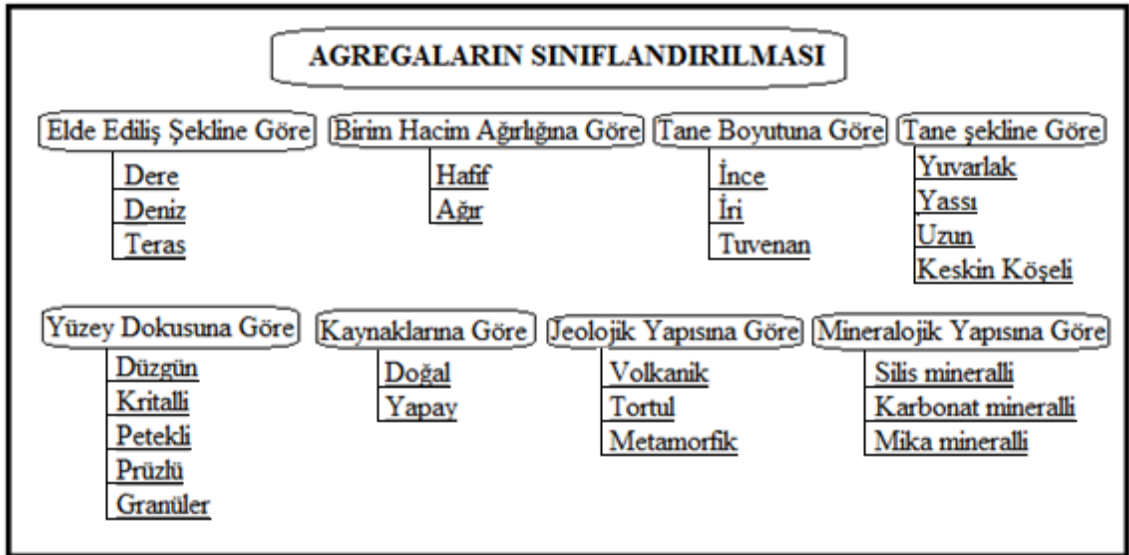 AGREGALARIN SINIFLANDIRILMASI
Elde Ediliş Şekline Göre
Dere
Deniz
Teras
Birim Hacim Ağırlığına Göre
Hafif
Ağır
Tane Boyutuna Göre
İnce
İri
Tuvenan
Tane şekline Göre
Yuvarlak
Yassı
Uzun
Keskin Köşeli
Yüzey Dokusuna Göre
Düzgün
Kritalli
Petekli
Prüzlü
Granüler
Kaynaklarına Göre
Doğal
Yapay
Jeolojik Yapısına Göre
Volkanik
Tortul
Metamorfik
Mineralojik Yapısına Göre
Silis mineralli
Karbonat mineralli
Mika mineralli